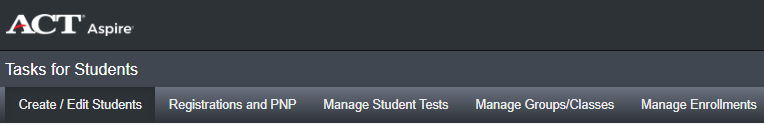 ACT Aspire
Tasks for Students
Create / Edit Students Registrations and PNP Manage Student Tests Manage Groups/Classes Manage Enrollments